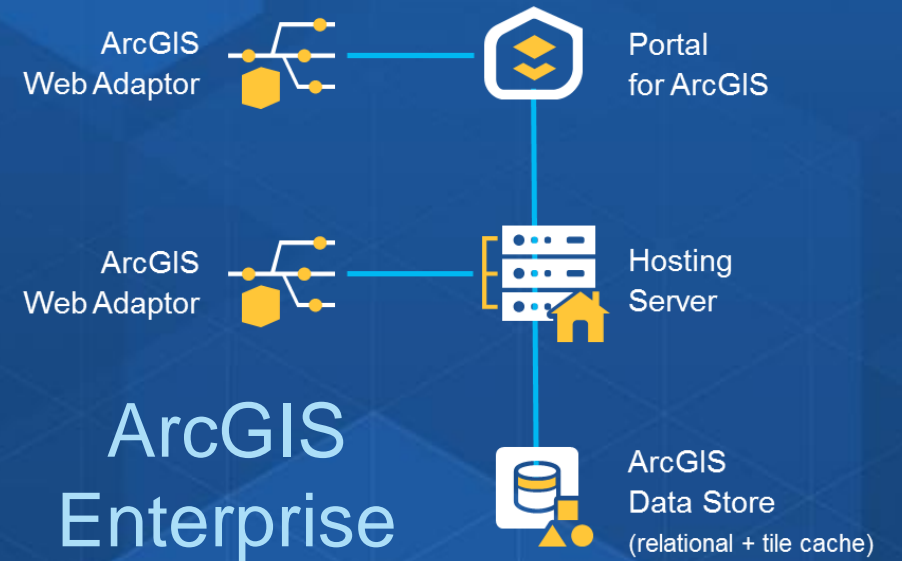 ArcGIS
Web Adaptor
Portal
for ArcGIS
ArcGIS
Web Adaptor
Hosting
Server
ArcGIS
Enterprise
ArcGIS
Data Store
(relational + tile cache)